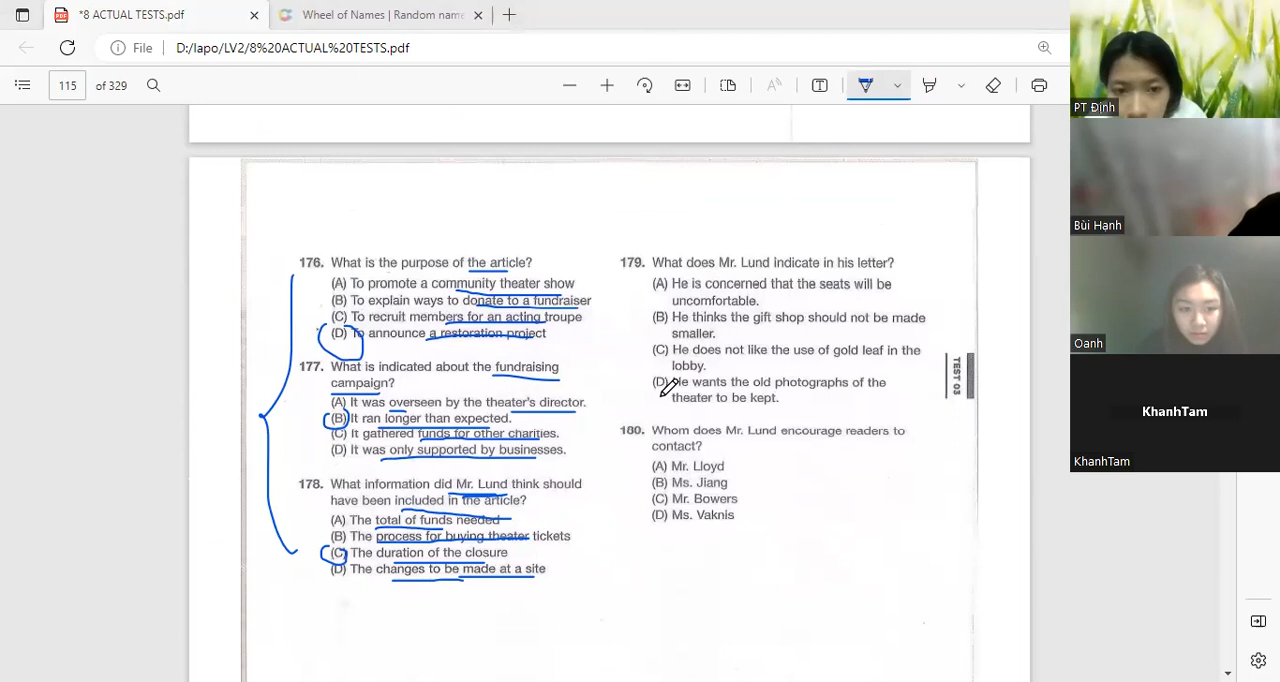 *8 ACTUAL TESTS.pdf
Wheel of Names | Random name
File
D:/lapo/LV2/8%20ACTUAL%20TESTS.pdf
115 of 329
176. What is the purpose of the article?
(A) To promote a community theater show
(B) To explain ways to donate to a fundraiser
(C) To recruit members for an acting troupe
(D) To announce a restoration project
177. What is indicated about the fundraising
campaign?
(A) It was overseen by the theater's director.
(B) It ran longer than expected.
(C) It gathered funds for other charities.
(D) It was only supported by businesses.
178. What information did Mr. Lund think should
have been included in the article?
(A) The total of funds needed
(B) The process for buying theater tickets
(C) The duration of the closure
(D) The changes to be made at a site
179. What does Mr. Lund indicate in his letter?
(A) He is concerned that the seats will be
uncomfortable.
(B) He thinks the gift shop should not be made
smaller.
(C) He does not like the use of gold leaf in the
lobby.
(D) He wants the old photographs of the
theater to be kept.
180. Whom does Mr. Lund encourage readers to
contact?
(A) Mr. Lloyd
(B) Ms. Jiang
(C) Mr. Bowers
(D) Ms. Vaknis
TEST 03
PT Định
Bùi Hạnh
Oanh
KhanhTam
KhanhTam